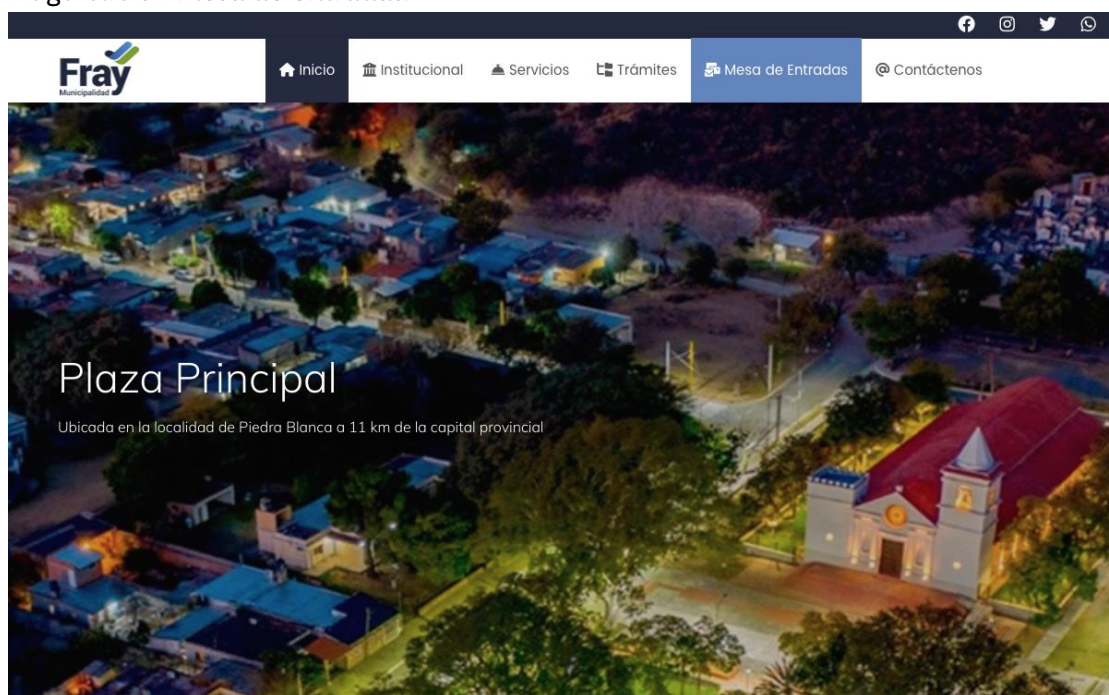 Fray
Municipalidad
Inicio
Institucional
Servicios
Trámites
Mesa de Entradas
Contáctenos
Plaza Principal
Ubicada en la localidad de Piedra Blanca a 11 km de la capital provincial